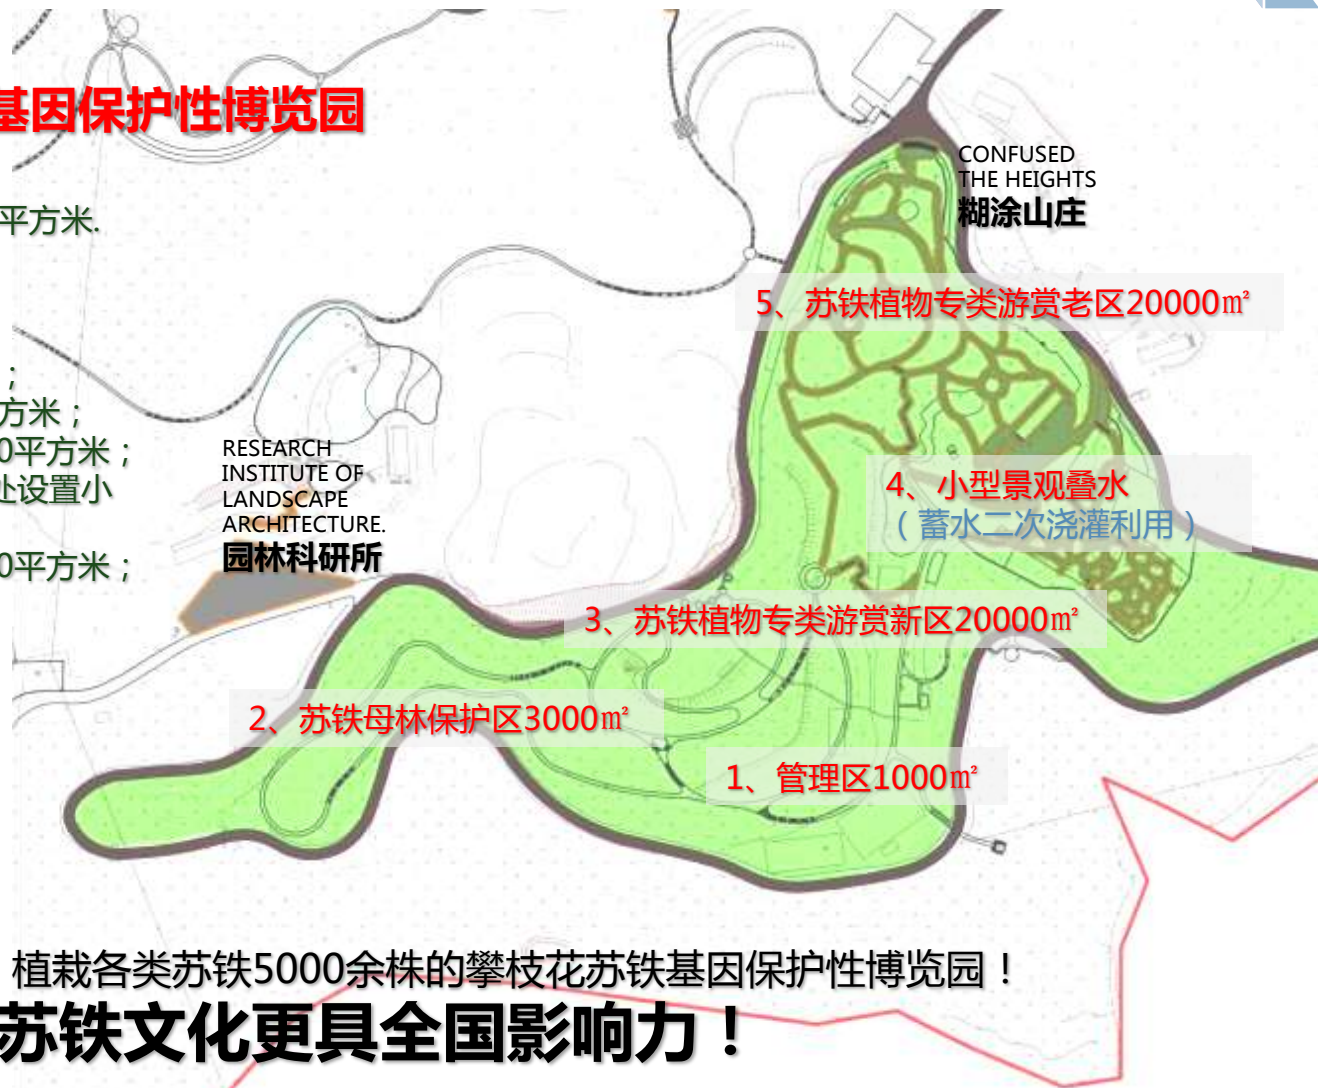 基因保护性博览园
平方米.
；
方米；
0平方米；
处设置小
0平方米；
CONFUSED
THE HEIGHTS
糊涂山庄
5、苏铁植物专类游赏老区20000㎡
RESEARCH
INSTITUTE OF
LANDSCAPE
ARCHITECTURE.
园林科研所
4、小型景观叠水
（蓄水二次浇灌利用）
3、苏铁植物专类游赏新区20000㎡
2、苏铁母林保护区3000㎡
1、管理区1000㎡
植栽各类苏铁5000余株的攀枝花苏铁基因保护性博览园！
苏铁文化更具全国影响力！